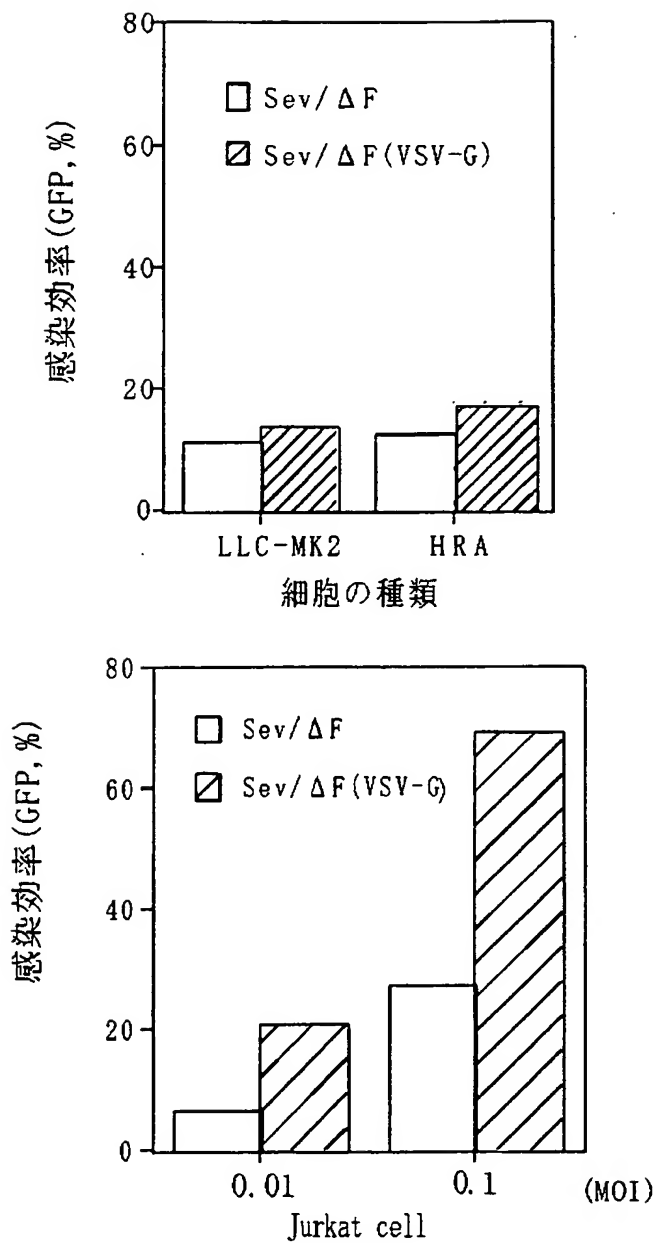 80
60
40
20
0
感染効率(GFP, %)
Sev/ΔF
Sev/ΔF(VSV-G)
LLC-MK2
HRA
細胞の種類
80
60
40
20
0
感染効率(GFP, %)
Sev/ΔF
Sev/ΔF(VSV-G)
0.01
0.1
(MOI)
Jurkat cell